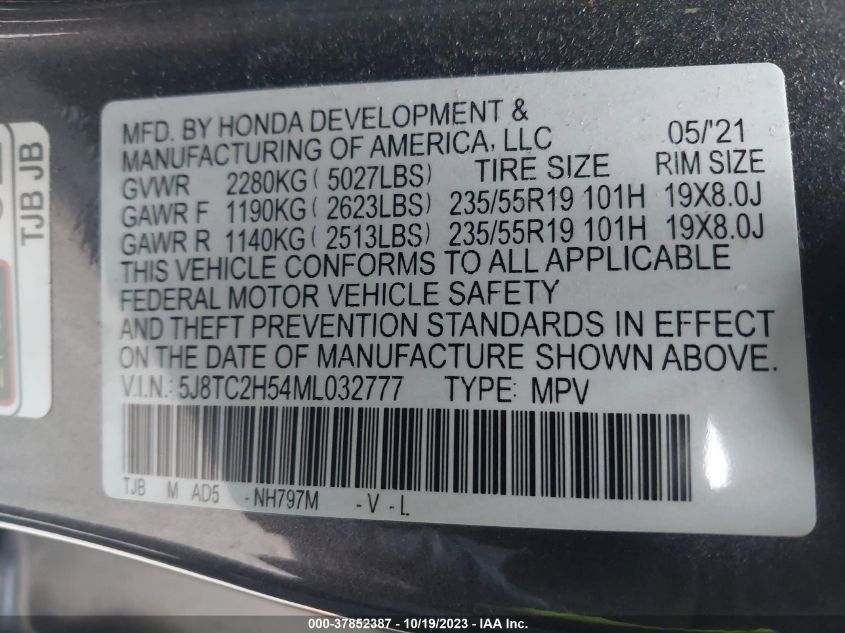 TJB JB
MFD. BY HONDA DEVELOPMENT & 05/'21
MANUFACTURING OF AMERICA, LLC
TIRE SIZE RIM SIZE
GVWR 2280KG ( 5027LBS)
GAWR F 1190KG ( 2623LBS) 235/55R19 101H 19X8.0J
GAWR R 1140KG ( 2513LBS) 235/55R19 101H 19X8.0J
THIS VEHICLE CONFORMS TO ALL APPLICABLE
FEDERAL MOTOR VEHICLE SAFETY
AND THEFT PREVENTION STANDARDS IN EFFECT
ON THE DATE OF MANUFACTURE SHOWN ABOVE.
V.I.N.: 5J8TC2H54ML032777 TYPE: MPV
TJB M AD5 - NH797M - V - L
000-37852387 - 10/19/2023 - IAA Inc.